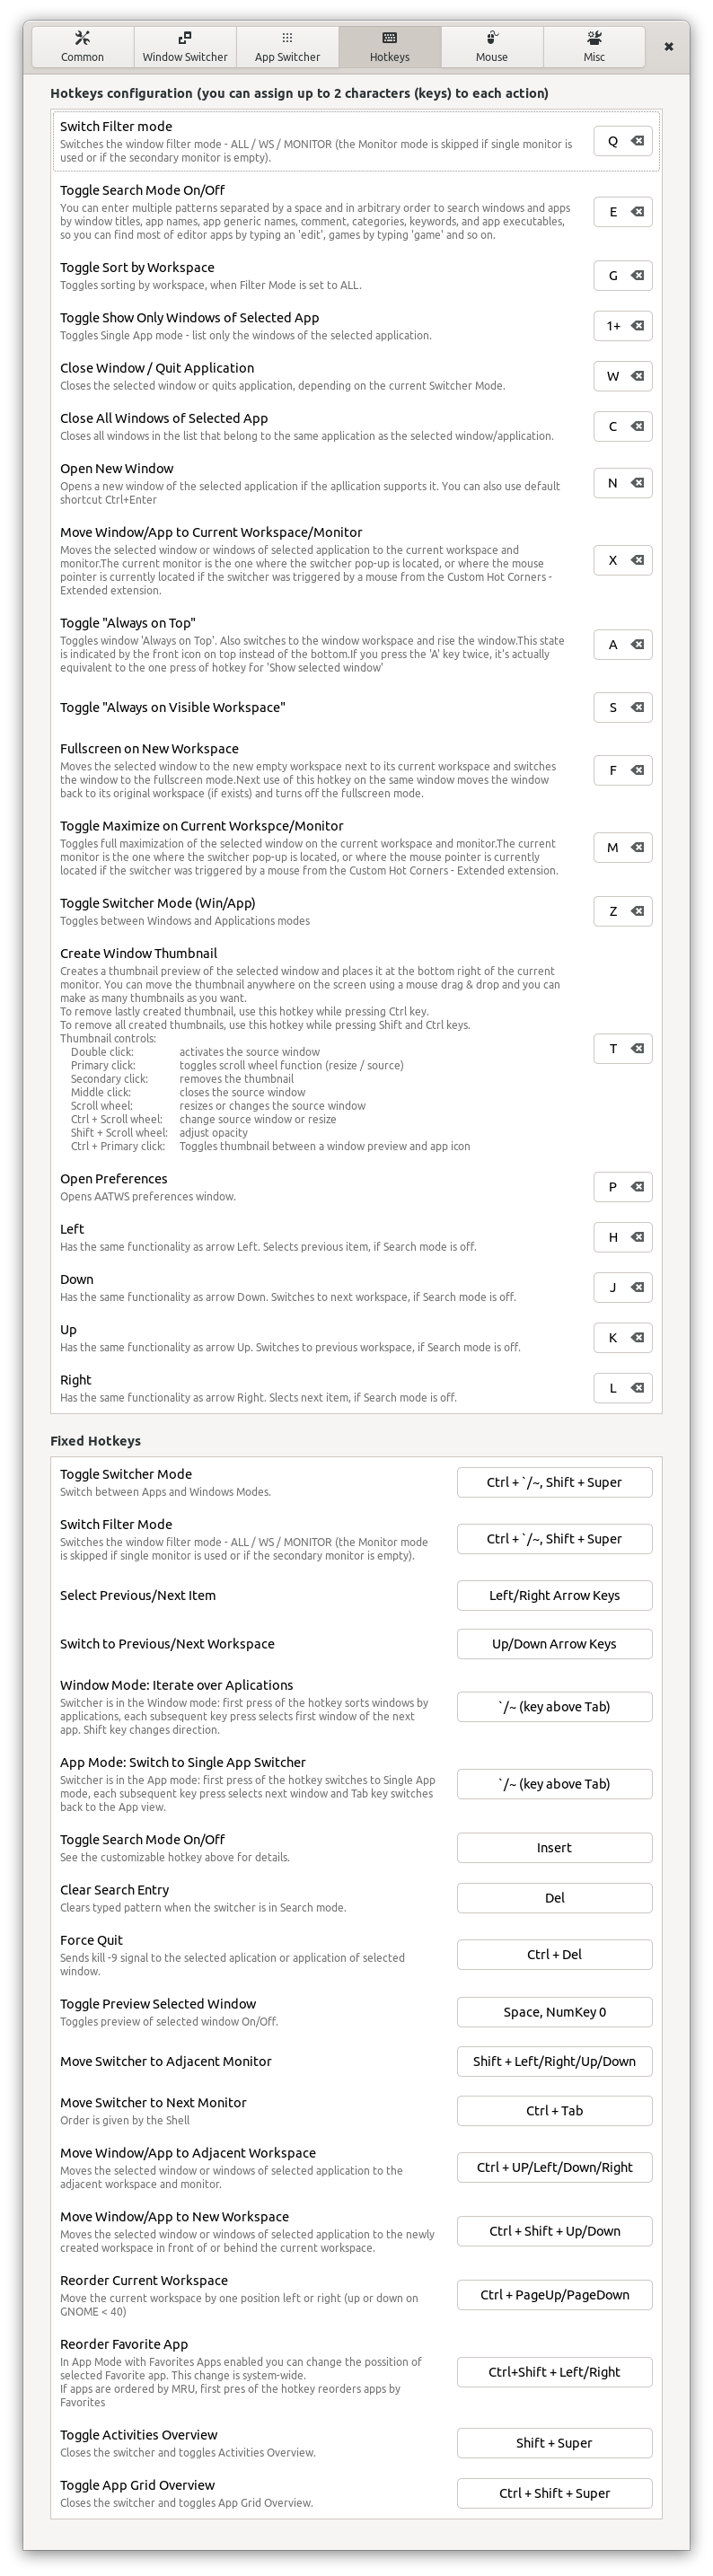 Common
Window Switcher
App Switcher
Hotkeys
Mouse
Misc
Hotkeys configuration (you can assign up to 2 characters (keys) to each action)
Switch Filter mode
Switches the window filter mode - ALL / WS / MONITOR (the Monitor mode is skipped if single monitor is
used or if the secondary monitor is empty).
Q
Toggle Search Mode On/Off
You can enter multiple patterns separated by a space and in arbitrary order to search windows and apps
by window titles, app names, app generic names, comment, categories, keywords, and app executables,
so you can find most of editor apps by typing an 'edit', games by typing 'game' and so on.
E
Toggle Sort by Workspace
Toggles sorting by workspace, when Filter Mode is set to ALL.
G
Toggle Show Only Windows of Selected App
Toggles Single App mode - list only the windows of the selected application.
1+
Close Window / Quit Application
Closes the selected window or quits application, depending on the current Switcher Mode.
W
Close All Windows of Selected App
Closes all windows in the list that belong to the same application as the selected window/application.
C
Open New Window
Opens a new window of the selected application if the apllication supports it. You can also use default
shortcut Ctrl+Enter
N
Move Window/App to Current Workspace/Monitor
Moves the selected window or windows of selected application to the current workspace and
monitor.The current monitor is the one where the switcher pop-up is located, or where the mouse
pointer is currently located if the switcher was triggered by a mouse from the Custom Hot Corners -
Extended extension.
X
Toggle "Always on Top"
Toggles window 'Always on Top'. Also switches to the window workspace and rise the window.This state
is indicated by the front icon on top instead of the bottom.If you press the 'A' key twice, it's actually
equivalent to the one press of hotkey for 'Show selected window'
A
Toggle "Always on Visible Workspace"
S
Fullscreen on New Workspace
Moves the selected window to the new empty workspace next to its current workspace and switches
the window to the fullscreen mode.Next use of this hotkey on the same window moves the window
back to its original workspace (if exists) and turns off the fullscreen mode.
F
Toggle Maximize on Current Workspce/Monitor
Toggles full maximization of the selected window on the current workspace and monitor.The current
monitor is the one where the switcher pop-up is located, or where the mouse pointer is currently
located if the switcher was triggered by a mouse from the Custom Hot Corners - Extended extension.
M
Toggle Switcher Mode (Win/App)
Toggles between Windows and Applications modes
Z
Create Window Thumbnail
Creates a thumbnail preview of the selected window and places it at the bottom right of the current
monitor. You can move the thumbnail anywhere on the screen using a mouse drag & drop and you can
make as many thumbnails as you want.
To remove lastly created thumbnail, use this hotkey while pressing Ctrl key.
To remove all created thumbnails, use this hotkey while pressing Shift and Ctrl keys.
Thumbnail controls:
Double click: activates the source window
Primary click: toggles scroll wheel function (resize / source)
Secondary click: removes the thumbnail
Middle click: closes the source window
Scroll wheel: resizes or changes the source window
Ctrl + Scroll wheel: change source window or resize
Shift + Scroll wheel: adjust opacity
Ctrl + Primary click: Toggles thumbnail between a window preview and app icon
T
Open Preferences
Opens AATWS preferences window.
P
Left
Has the same functionality as arrow Left. Selects previous item, if Search mode is off.
H
Down
Has the same functionality as arrow Down. Switches to next workspace, if Search mode is off.
J
Up
Has the same functionality as arrow Up. Switches to previous workspace, if Search mode is off.
K
Right
Has the same functionality as arrow Right. Slects next item, if Search mode is off.
L
Fixed Hotkeys
Toggle Switcher Mode
Switch between Apps and Windows Modes.
Ctrl + `/~, Shift + Super
Switch Filter Mode
Switches the window filter mode - ALL / WS / MONITOR (the Monitor mode
is skipped if single monitor is used or if the secondary monitor is empty).
Ctrl + `/~, Shift + Super
Select Previous/Next Item
Left/Right Arrow Keys
Switch to Previous/Next Workspace
Up/Down Arrow Keys
Window Mode: Iterate over Aplications
Switcher is in the Window mode: first press of the hotkey sorts windows by
applications, each subsequent key press selects first window of the next
app. Shift key changes direction.
`/~ (key above Tab)
App Mode: Switch to Single App Switcher
Switcher is in the App mode: first press of the hotkey switches to Single App
mode, each subsequent key press selects next window and Tab key switches
back to the App view.
`/~ (key above Tab)
Toggle Search Mode On/Off
See the customizable hotkey above for details.
Insert
Clear Search Entry
Clears typed pattern when the switcher is in Search mode.
Del
Force Quit
Sends kill -9 signal to the selected aplication or application of selected
window.
Ctrl + Del
Toggle Preview Selected Window
Toggles preview of selected window On/Off.
Space, NumKey 0
Move Switcher to Adjacent Monitor
Shift + Left/Right/Up/Down
Move Switcher to Next Monitor
Order is given by the Shell
Ctrl + Tab
Move Window/App to Adjacent Workspace
Moves the selected window or windows of selected application to the
adjacent workspace and monitor.
Ctrl + UP/Left/Down/Right
Move Window/App to New Workspace
Moves the selected window or windows of selected application to the newly
created workspace in front of or behind the current workspace.
Ctrl + Shift + Up/Down
Reorder Current Workspace
Move the current workspace by one position left or right (up or down on
GNOME < 40)
Ctrl + PageUp/PageDown
Reorder Favorite App
In App Mode with Favorites Apps enabled you can change the possition of
selected Favorite app. This change is system-wide.
If apps are ordered by MRU, first pres of the hotkey reorders apps by
Favorites
Ctrl+Shift + Left/Right
Toggle Activities Overview
Closes the switcher and toggles Activities Overview.
Shift + Super
Toggle App Grid Overview
Closes the switcher and toggles App Grid Overview.
Ctrl + Shift + Super